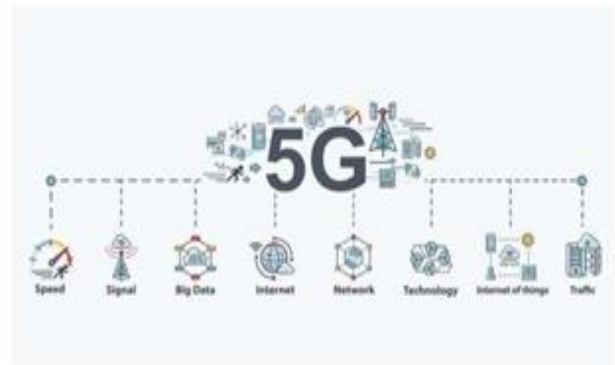 5G
Speed
Signal
Big Data
Internet
Network
Technology
Internet of things
Traffic